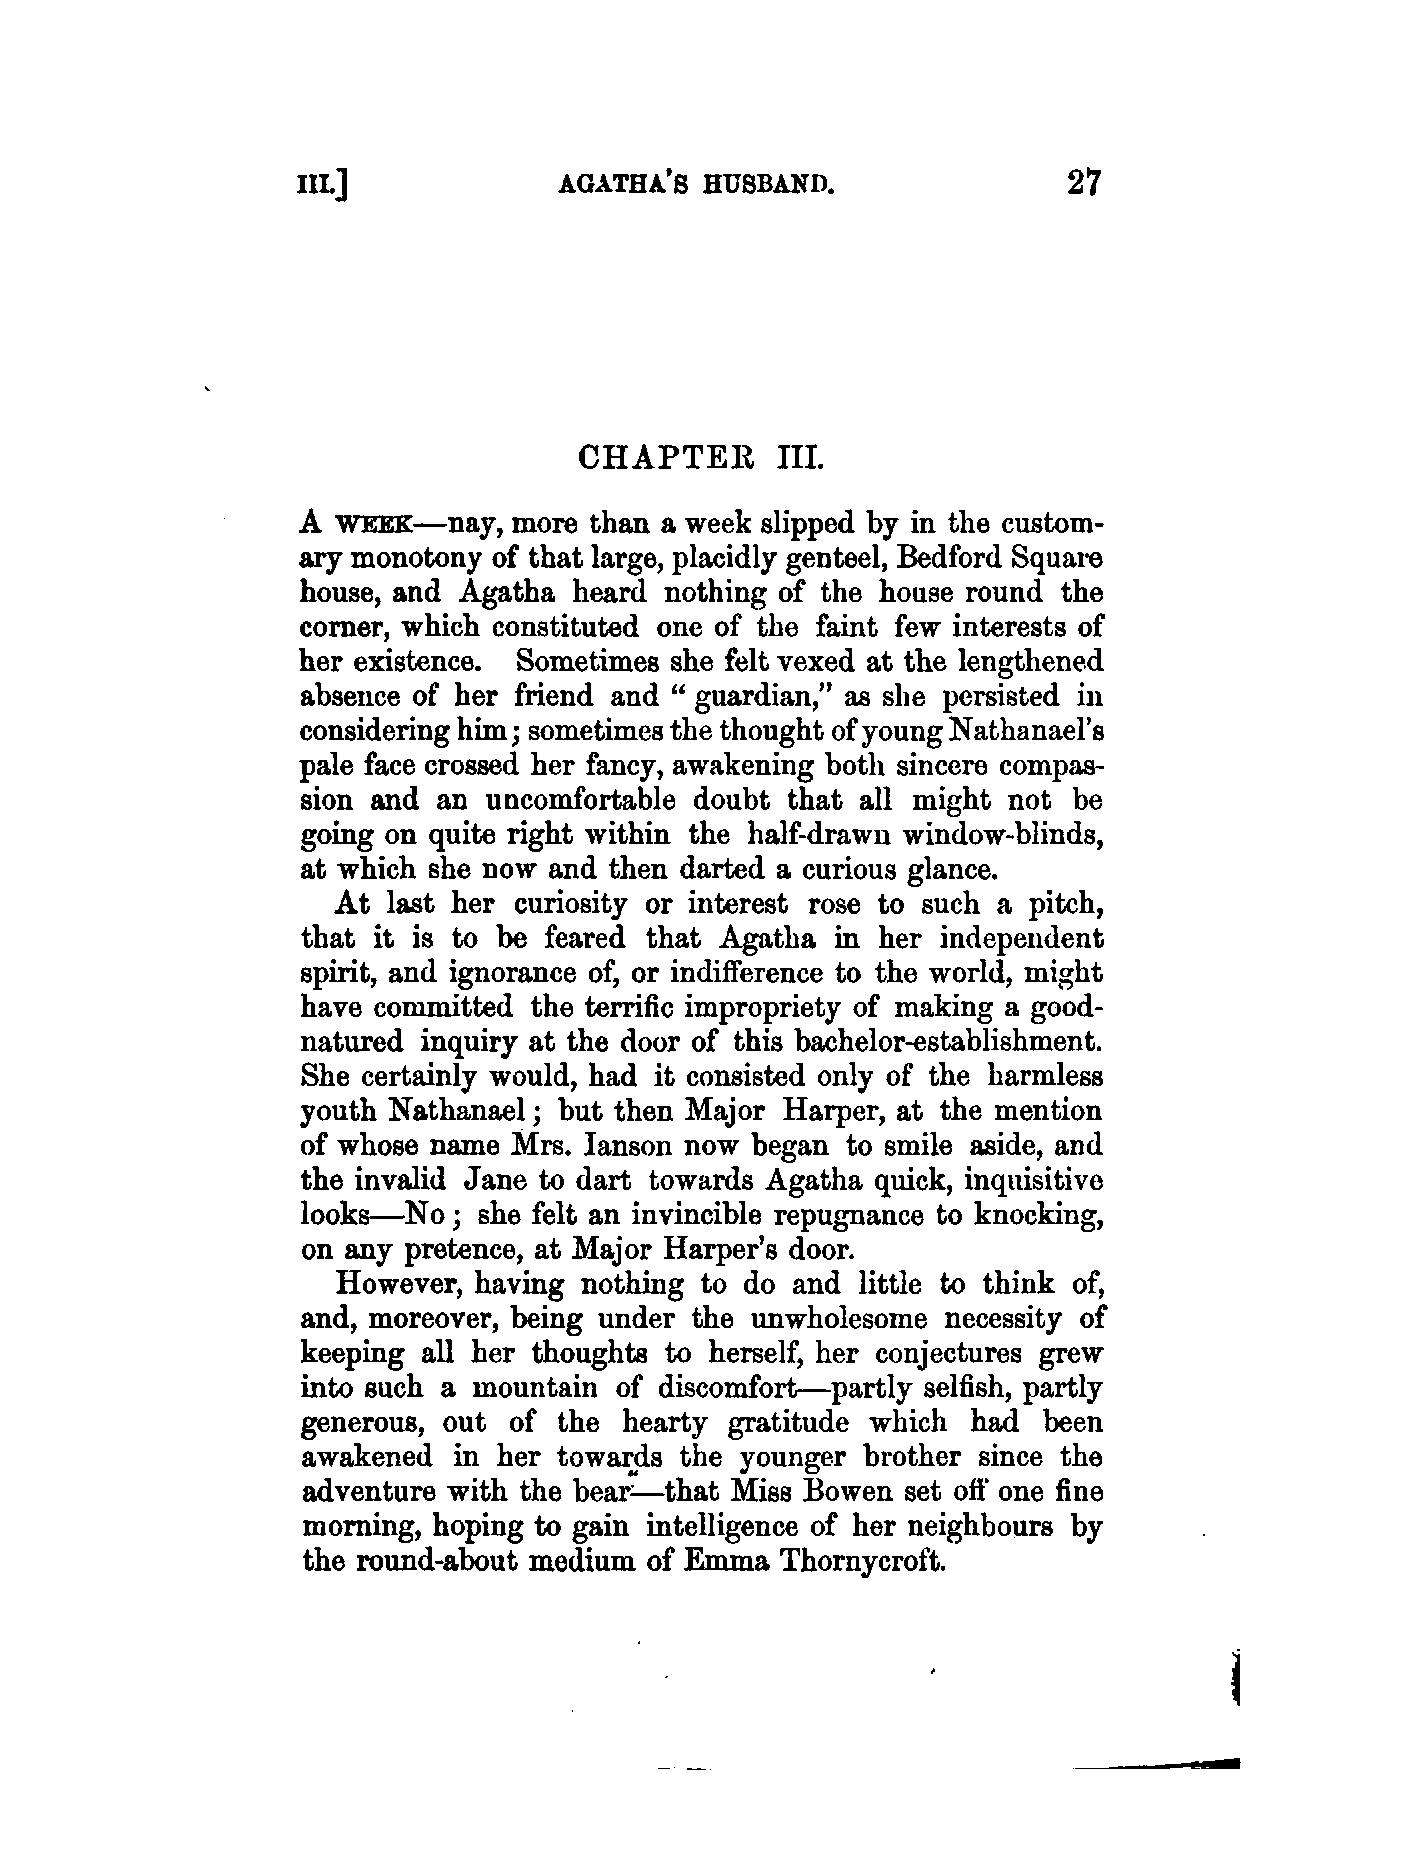 III.] AGATHA'S HUSBAND. 27
CHAPTER III.
A WEEK—nay, more than a week slipped by in the custom-
ary monotony of that large, placidly genteel, Bedford Square
house, and Agatha heard nothing of the house round the
corner, which constituted one of the faint few interests of
her existence. Sometimes she felt vexed at the lengthened
absence of her friend and "guardian," as she persisted in
considering him; sometimes the thought of young Nathanael's
pale face crossed her fancy, awakening both sincere compas-
sion and an uncomfortable doubt that all might not be
going on quite right within the half-drawn window-blinds,
at which she now and then darted a curious glance.
At last her curiosity or interest rose to such a pitch,
that it is to be feared that Agatha in her independent
spirit, and ignorance of, or indifference to the world, might
have committed the terrific impropriety of making a good-
natured inquiry at the door of this bachelor-establishment.
She certainly would, had it consisted only of the harmless
youth Nathanael; but then Major Harper, at the mention
of whose name Mrs. Ianson now began to smile aside, and
the invalid Jane to dart towards Agatha quick, inquisitive
looks—No; she felt an invincible repugnance to knocking,
on any pretence, at Major Harper's door.
However, having nothing to do and little to think of,
and, moreover, being under the unwholesome necessity of
keeping all her thoughts to herself, her conjectures grew
into such a mountain of discomfort—partly selfish, partly
generous, out of the hearty gratitude which had been
awakened in her towards the younger brother since the
adventure with the bear—that Miss Bowen set off one fine
morning, hoping to gain intelligence of her neighbours by
the round-about medium of Emma Thornycroft.